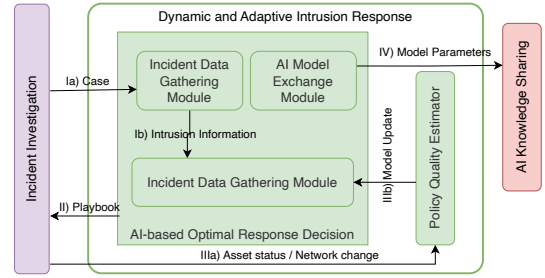 Dynamic and Adaptive Intrusion Response
Incident Investigation
Ia) Case
Incident Data
Gathering
Module
AI Model
Exchange
Module
IV) Model Parameters
AI Knowledge Sharing
Ib) Intrusion Information
Incident Data Gathering Module
IIIb) Model Update
Policy Quality Estimator
II) Playbook
AI-based Optimal Response Decision
IIIa) Asset status / Network change